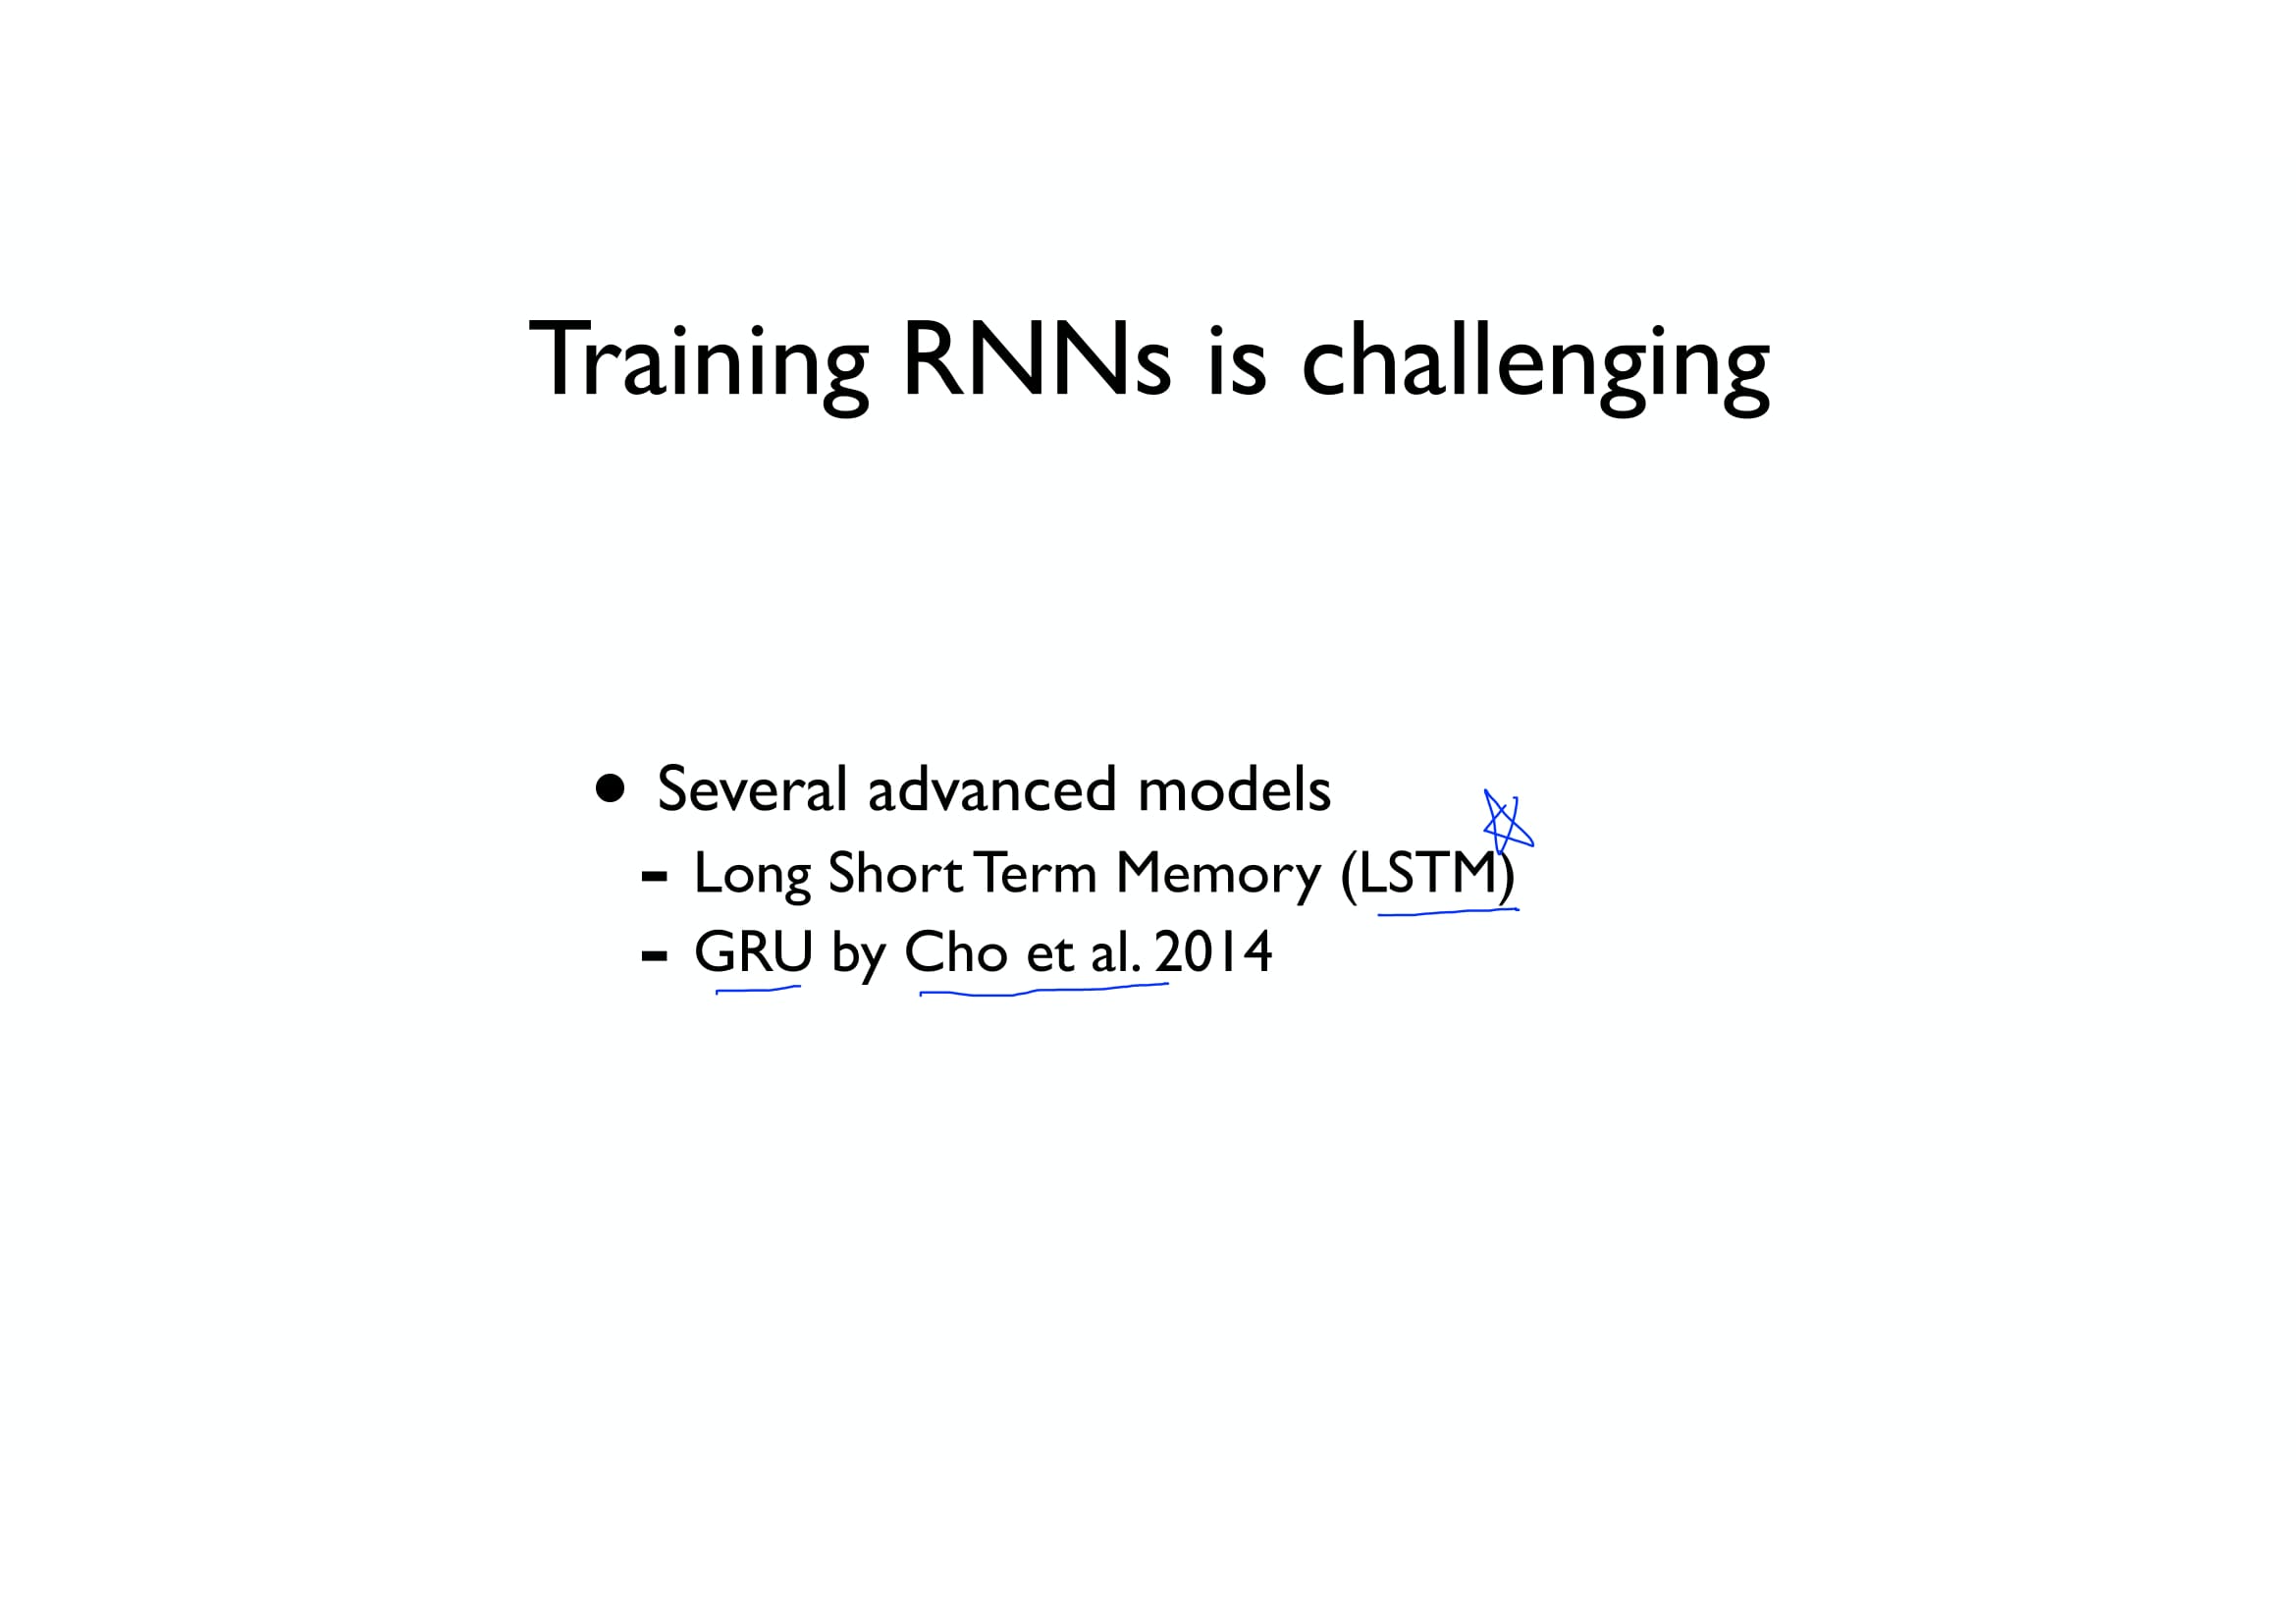 Training RNNs is challenging
• Several advanced models
- Long Short Term Memory (LSTM)
- GRU by Cho et al. 2014